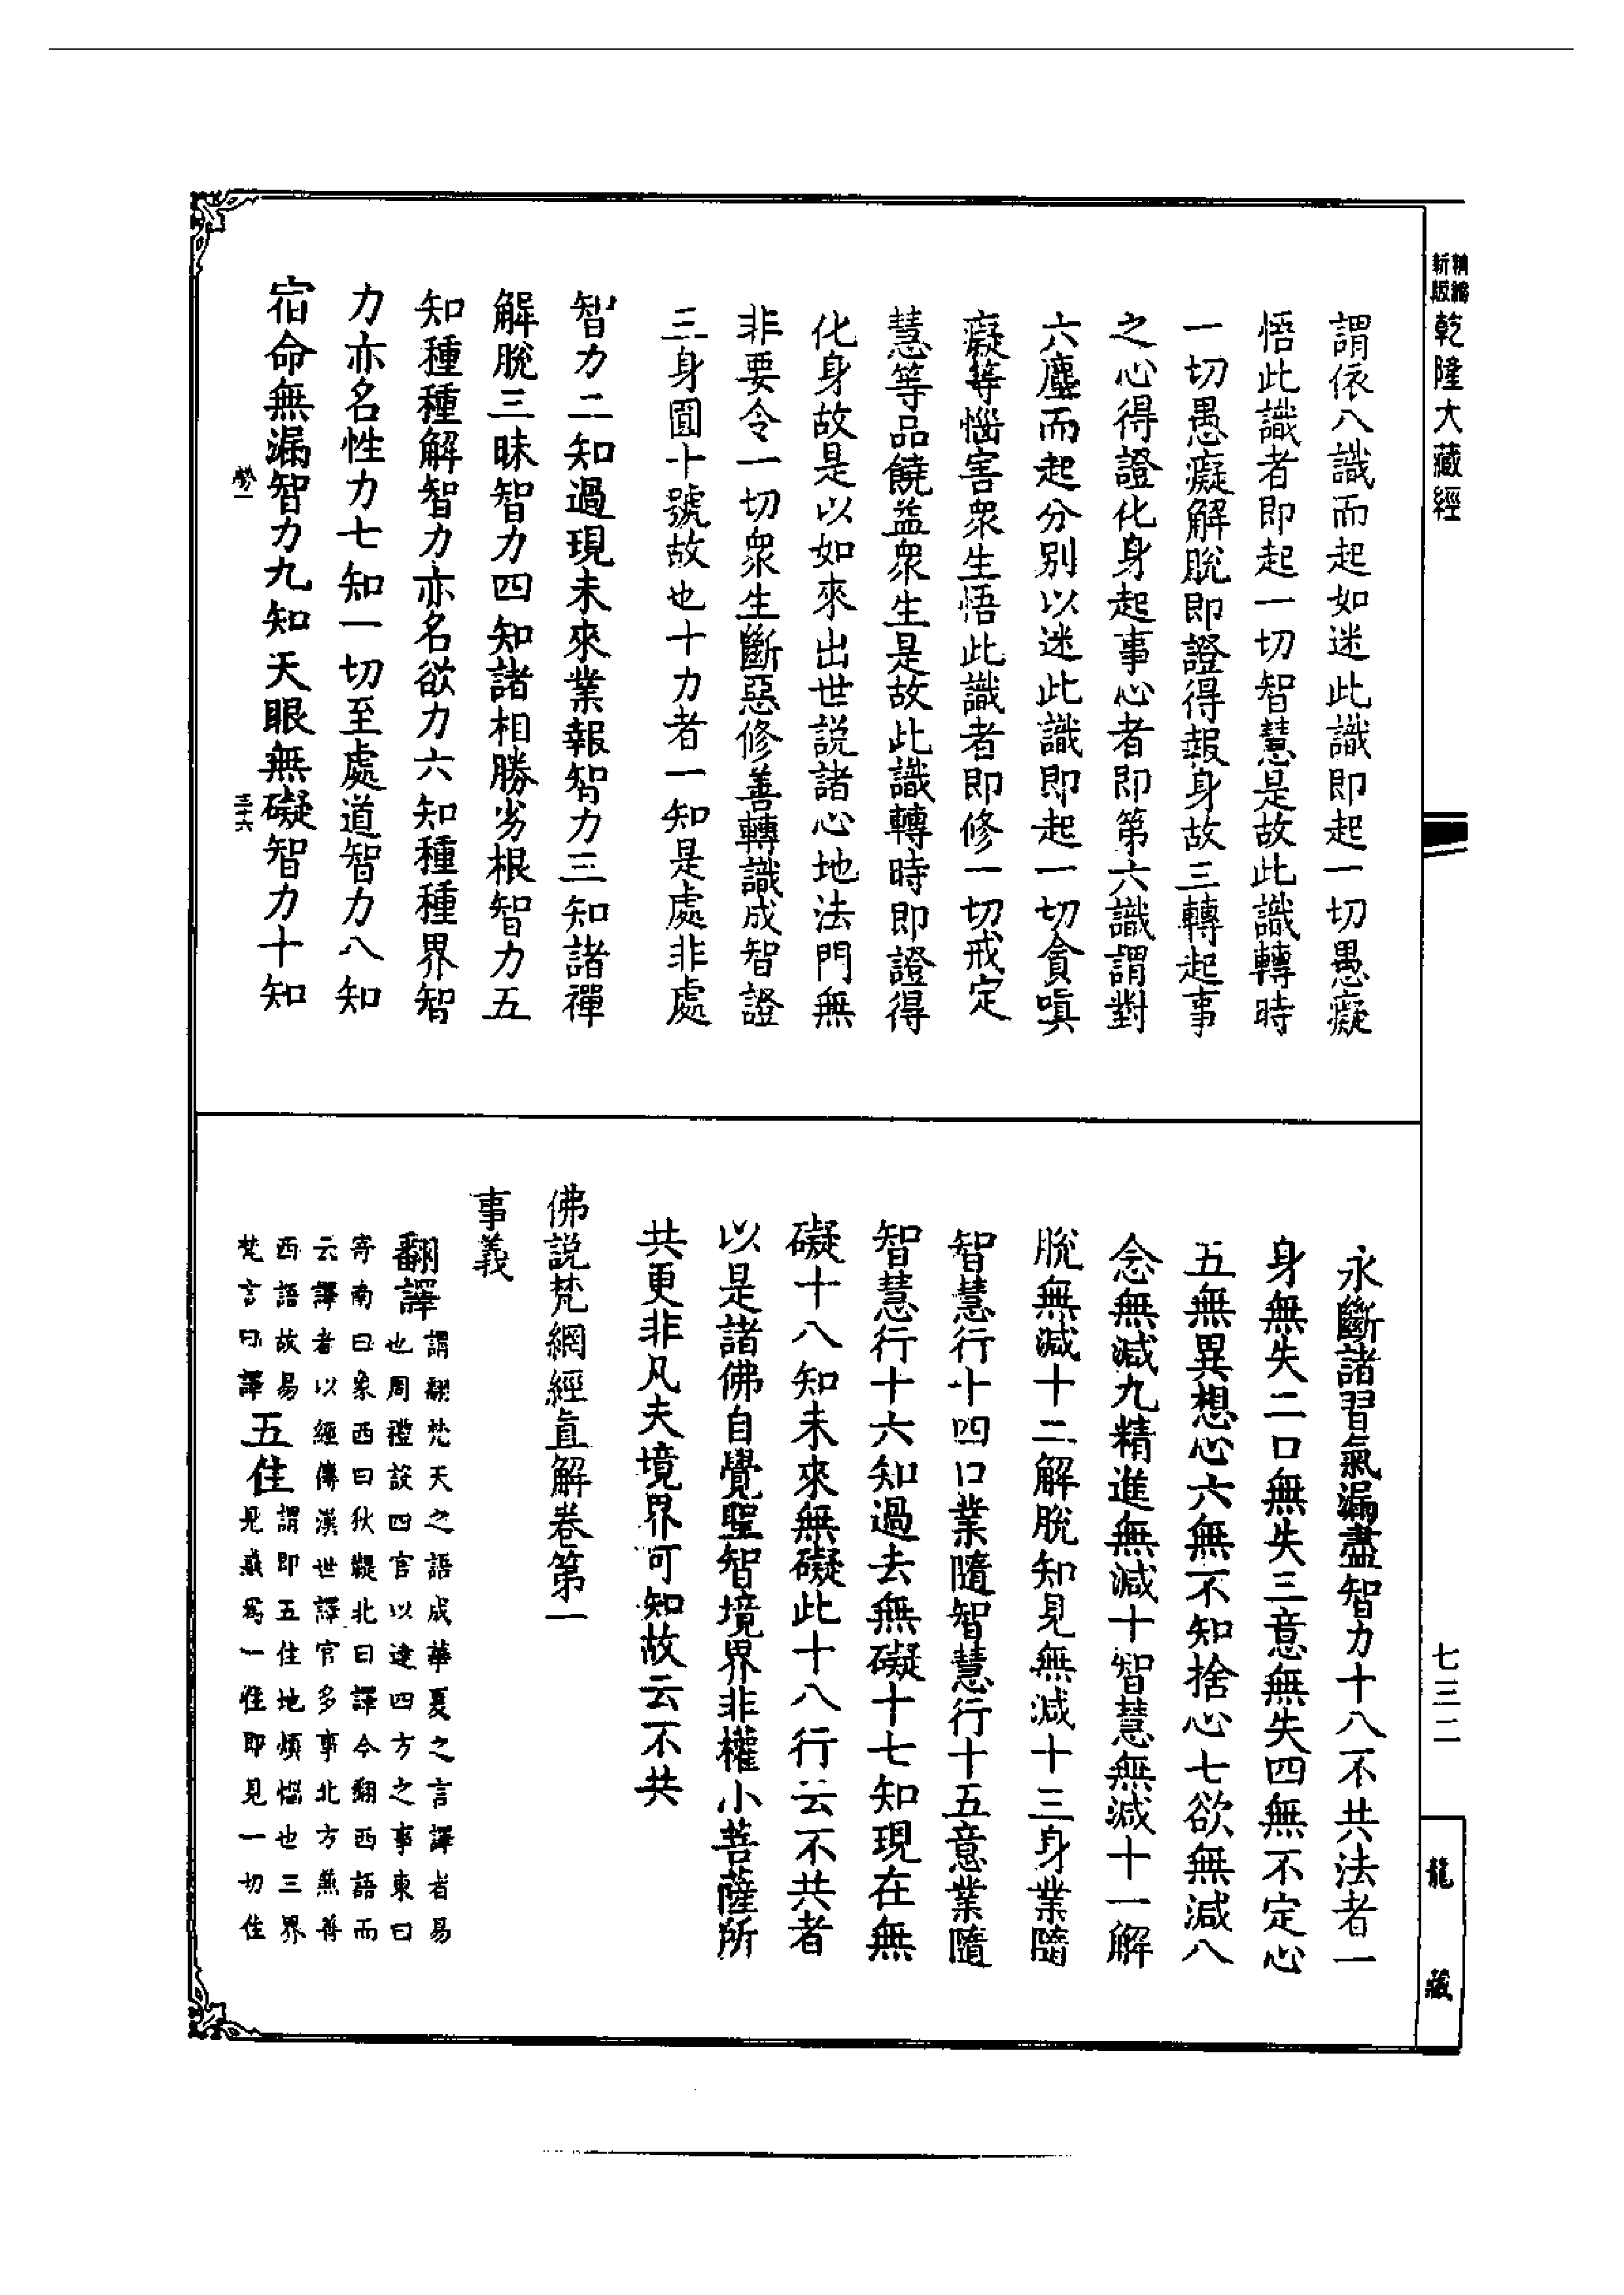 精縮
新版
乾隆大藏經
七三二
龍藏
謂依八識而起如迷此識即起一切愚癡
悟此識者即起一切智慧是故此識轉時
一切愚癡解脫即證得報身故三轉起事
之心得證化身起事心者即第六識謂對
六塵而起分別以迷此識即起一切貪嗔
癡等惱害眾生悟此識者即修一切戒定
慧等品饒益眾生是故此識轉時即證得
化身故是以如來出世説諸心地法門無
非要令一切眾生斷惡修善轉識成智證
三身圓十號故也十力者一知是處非處
智力二知過現未來業報智力三知諸禪
解脫三昧智力四知諸相勝劣根智力五
知種種解智力亦名欲力六知種種界智
力亦名性力七知一切至處道智力八知
宿命無漏智力九知天眼無礙智力十知
三十六
永斷諸習氣漏盡智力十八不共法者一
身無失二口無失三意無失四無不定心
五無異想心六無不知捨心七欲無減八
念無減九精進無減十智慧無減十一解
脫無減十二解脫知見無減十三身業隨
智慧行十四口業隨智慧行十五意業隨
智慧行十六知過去無礙十七知現在無
礙十八知未來無礙此十八行云不共者
以是諸佛自覺聖智境界非權小菩薩所
共更非凡夫境界可知故云不共
佛説梵網經直解卷第一
事義
翻譯
謂翻梵天之語成華夏之言譯者易
也周禮設四官以達四方之事東曰
寄南曰象西曰狄鞮北曰譯今翻西語而
云譯者以經傳漢世譯官多事北方無善
西語故易
梵言曰譯
五住
謂即五住地煩惱也三界
見惑為一住即見一切住